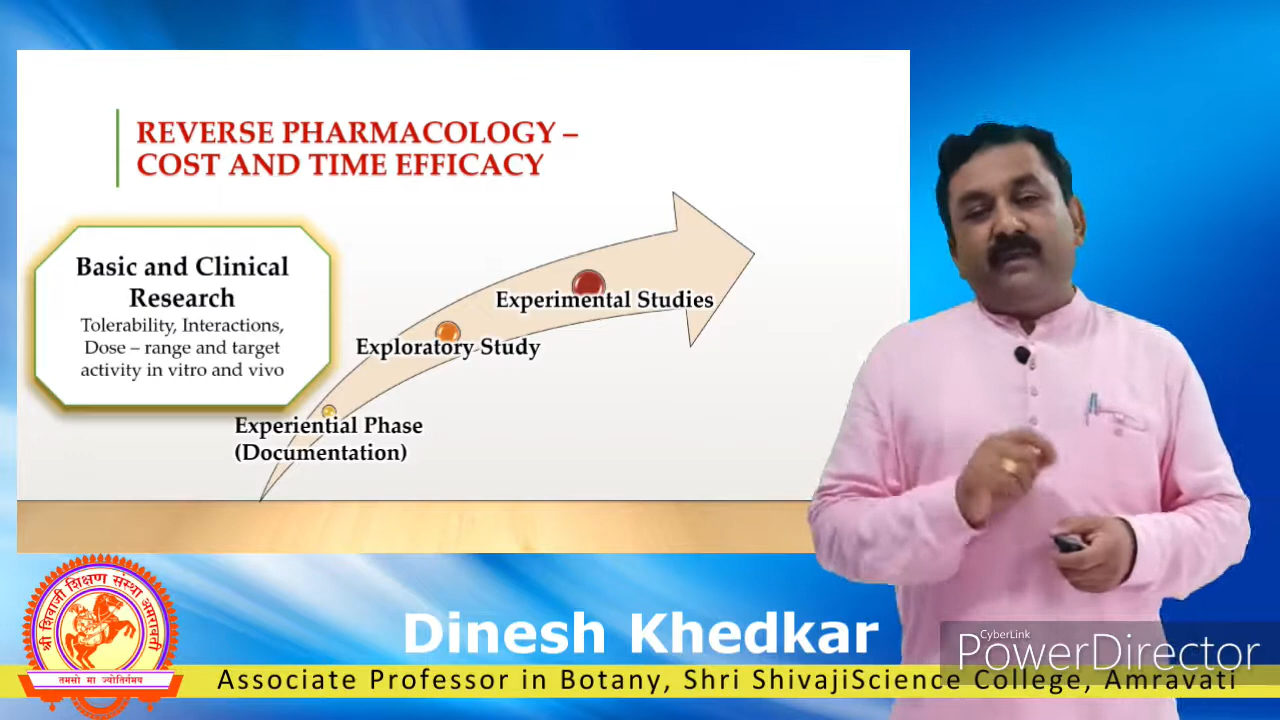 REVERSE PHARMACOLOGY –
COST AND TIME EFFICACY
Basic and Clinical
Research
Tolerability, Interactions,
Dose – range and target
activity in vitro and vivo
Experimental Studies
Exploratory Study
Experiential Phase
(Documentation)
श्री शिवाजी शिक्षण संस्था अमरावती
तमसो मा ज्योतिर्गमय
Dinesh Khedkar
Associate Professor in Botany, Shri ShivajiScience College, Amravati
CyberLink
PowerDirector